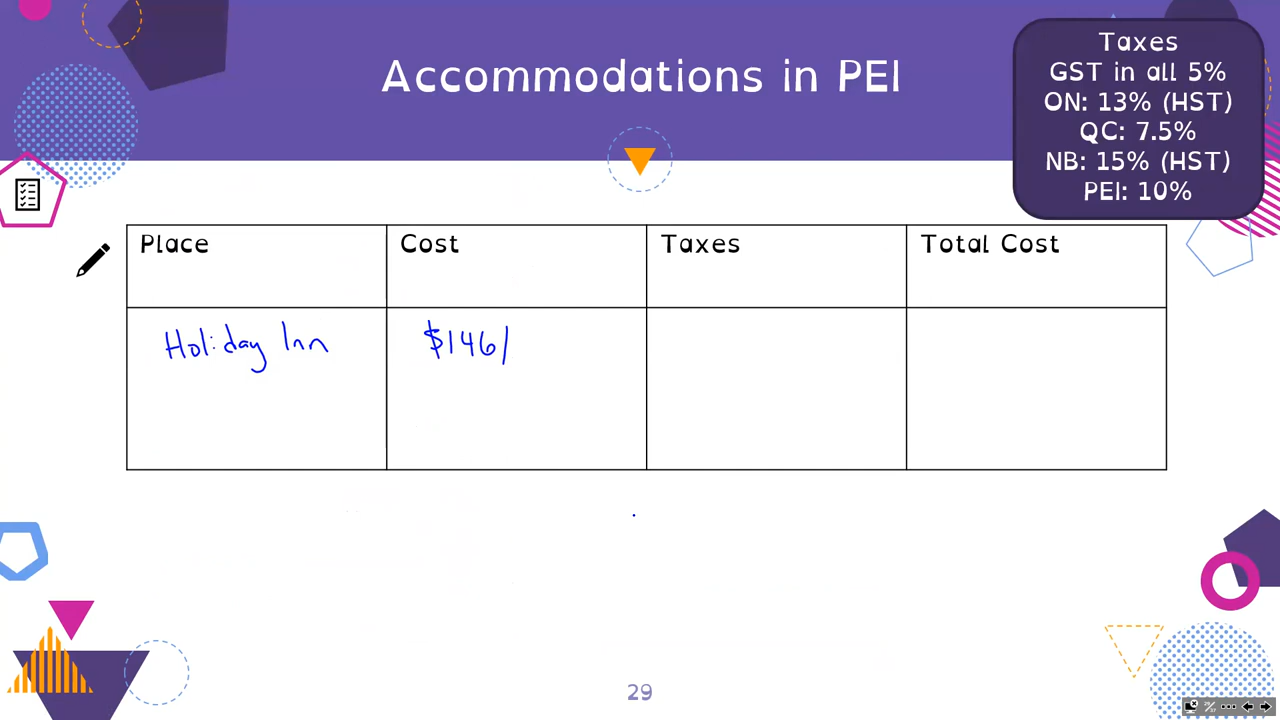 Accommodations in PEI
Taxes
GST in all 5%
ON: 13% (HST)
QC: 7.5%
NB: 15% (HST)
PEI: 10%
Place Cost Taxes Total Cost
Holiday Inn $146/
29